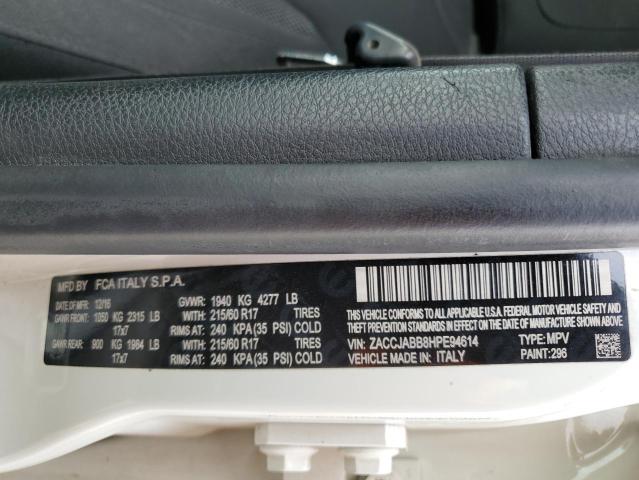 MFD BY FCA ITALY S.P.A.
DATE OF MFR: 12/16 GVWR: 1940 KG 4277 LB
GAWR FRONT: 1050 KG 2315 LB WITH: 215/60 R17 TIRES
17x7 RIMS AT: 240 KPA (35 PSI) COLD
GAWR REAR: 900 KG 1984 LB WITH: 215/60 R17 TIRES
17x7 RIMS AT: 240 KPA (35 PSI) COLD
THIS VEHICLE CONFORMS TO ALL APPLICABLE U.S.A. FEDERAL MOTOR VEHICLE
SAFETY, BUMPER, AND THEFT PREVENTION STANDARDS IN EFFECT ON THE DATE OF
MANUFACTURE SHOWN ABOVE.
VIN: ZACCJABB8HPE94614 TYPE: MPV
VEHICLE MADE IN: ITALY PAINT: 296